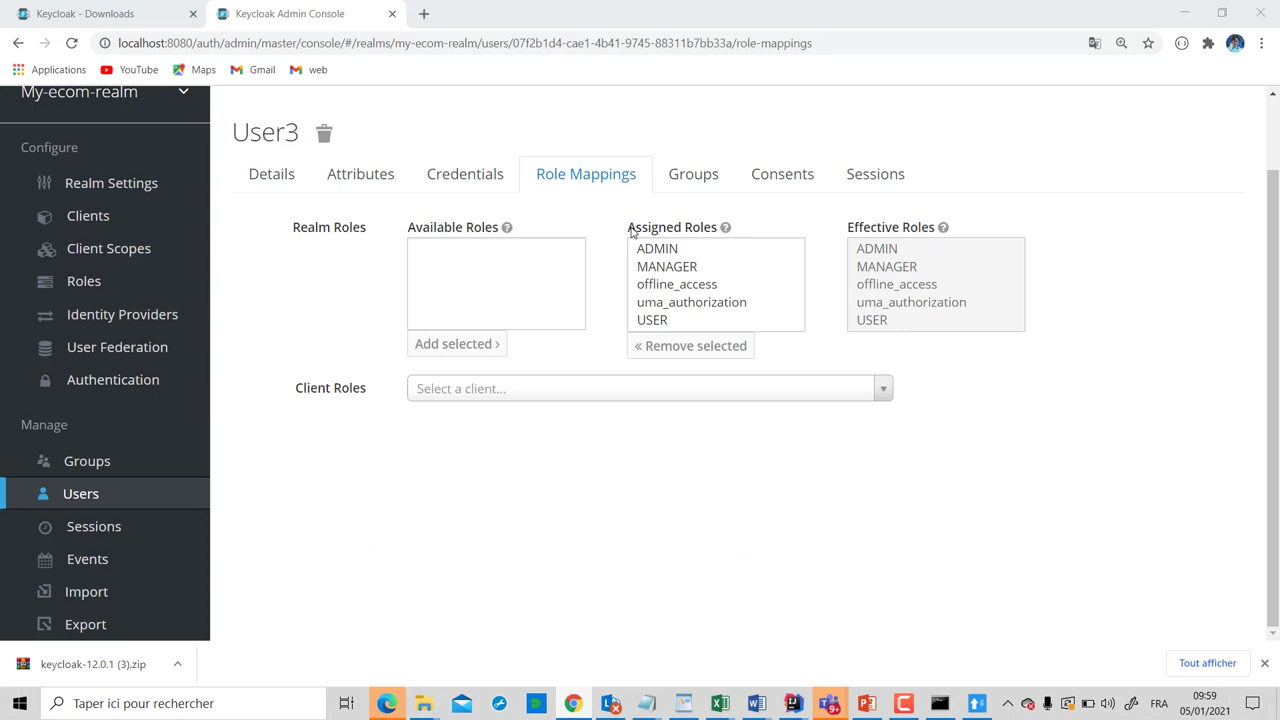 Keycloak - Downloads
Keycloak Admin Console
localhost:8080/auth/admin/master/console/#/realms/my-ecom-realm/users/07f2b1d4-cae1-4b41-9745-88311b7bb33a/role-mappings
Applications YouTube Maps Gmail web
My-ecom-realm
Configure
Realm Settings
Clients
Client Scopes
Roles
Identity Providers
User Federation
Authentication
Manage
Groups
Users
Sessions
Events
Import
Export
User3
Details Attributes Credentials Role Mappings Groups Consents Sessions
Realm Roles
Available Roles
Add selected ›
Assigned Roles
ADMIN
MANAGER
offline_access
uma_authorization
USER
« Remove selected
Effective Roles
ADMIN
MANAGER
offline_access
uma_authorization
USER
Client Roles
Select a client...
keycloak-12.0.1 (3).zip
Tout afficher
Taper ici pour rechercher
FRA
09:59
05/01/2021